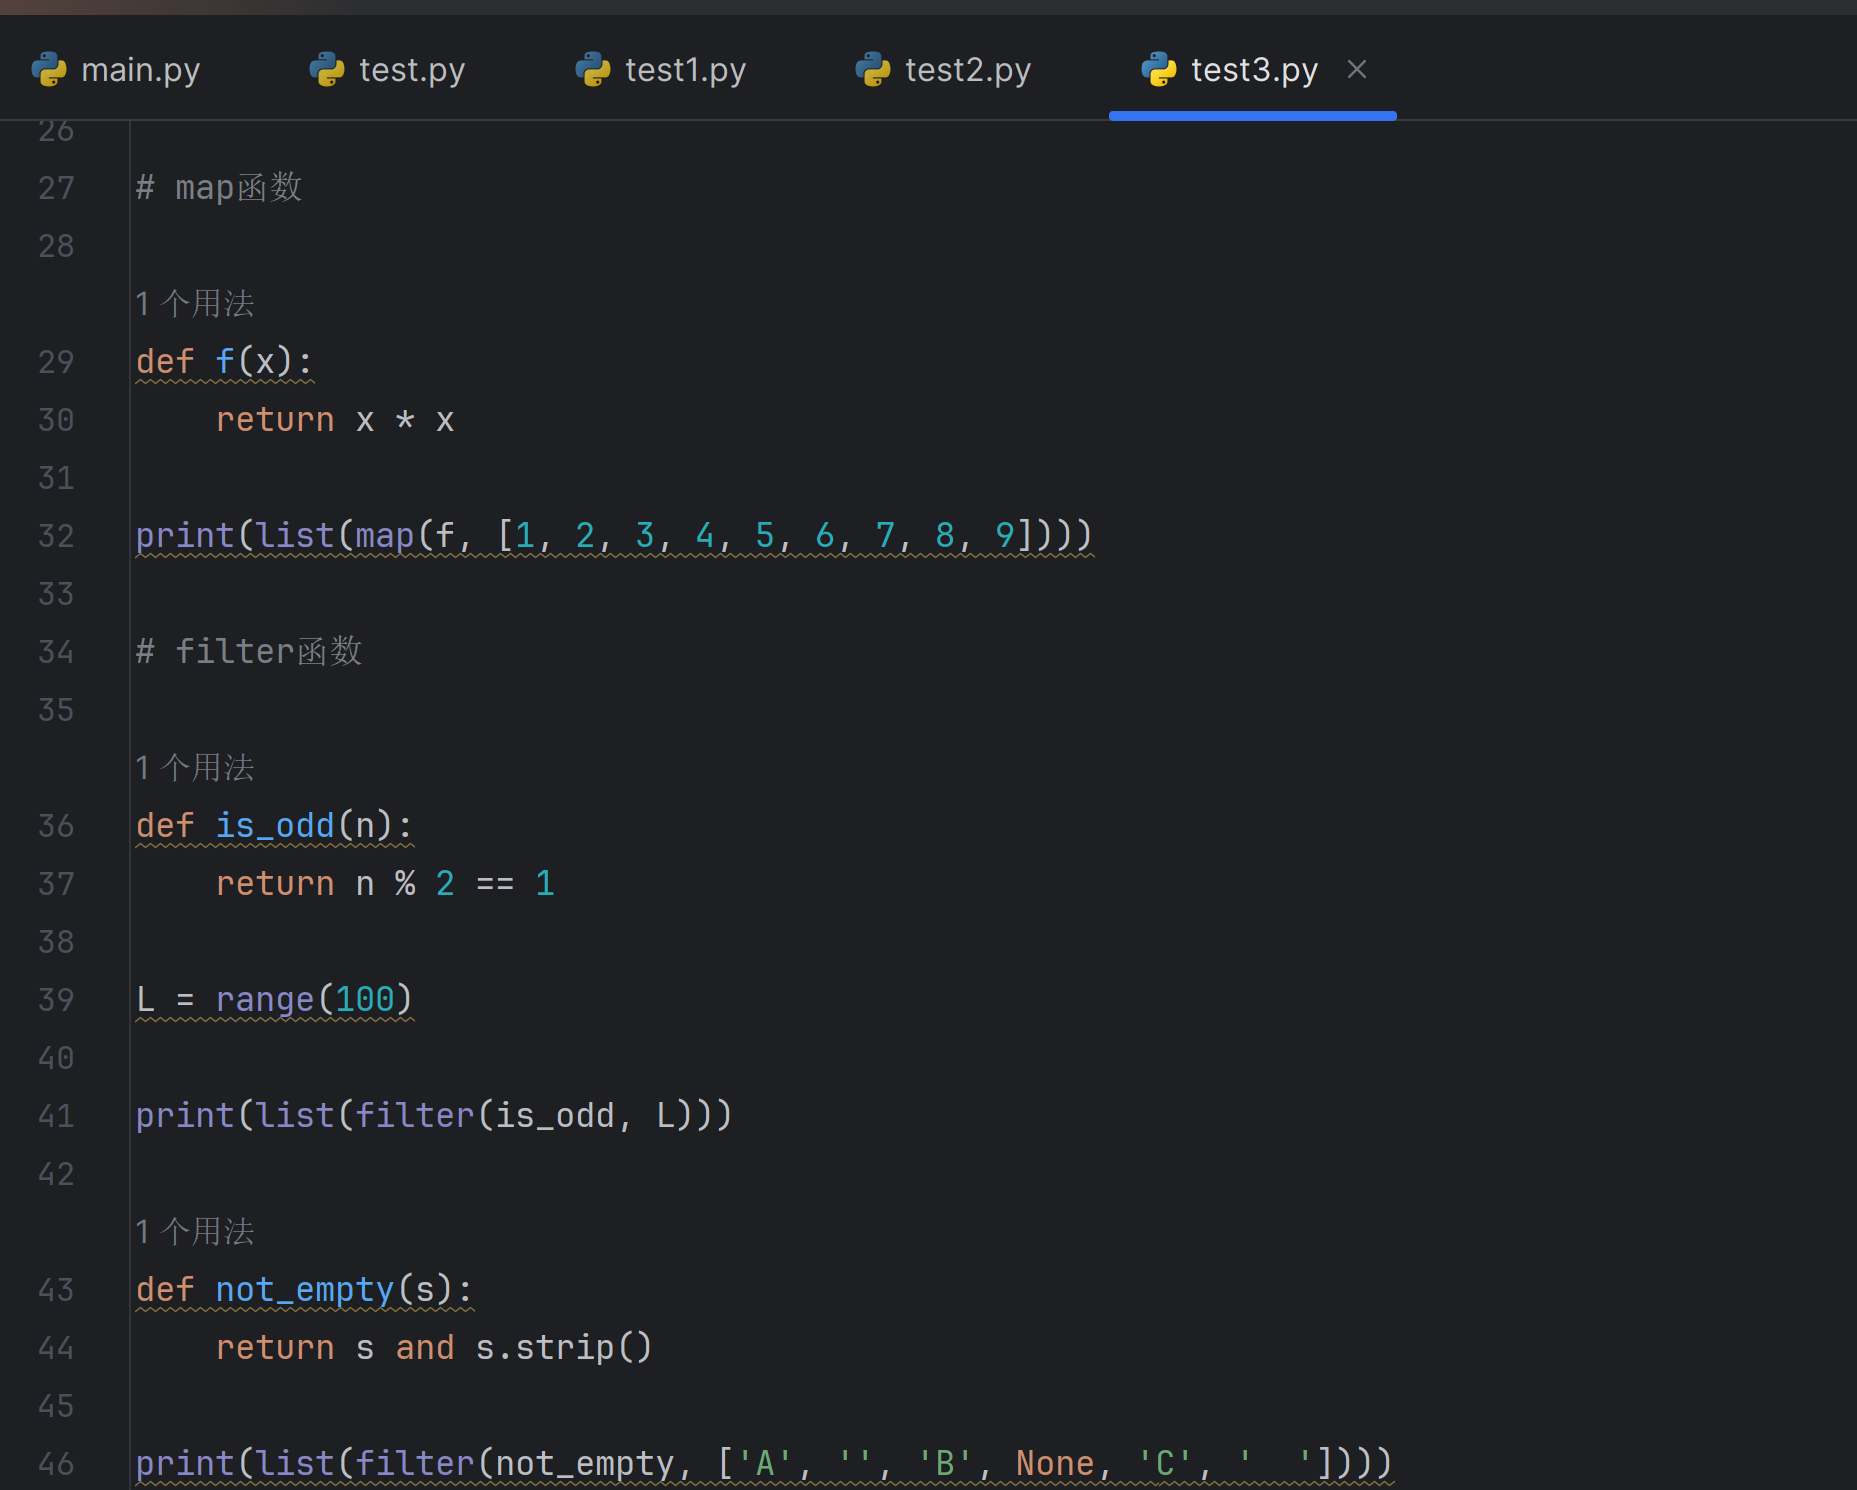 main.py test.py test1.py test2.py test3.py
26
27 # map函数
28
1 个用法
29 def f(x):
30     return x * x
31
32 print(list(map(f, [1, 2, 3, 4, 5, 6, 7, 8, 9])))
33
34 # filter函数
35
1 个用法
36 def is_odd(n):
37     return n % 2 == 1
38
39 L = range(100)
40
41 print(list(filter(is_odd, L)))
42
1 个用法
43 def not_empty(s):
44     return s and s.strip()
45
46 print(list(filter(not_empty, ['A', '', 'B', None, 'C', '  '])))